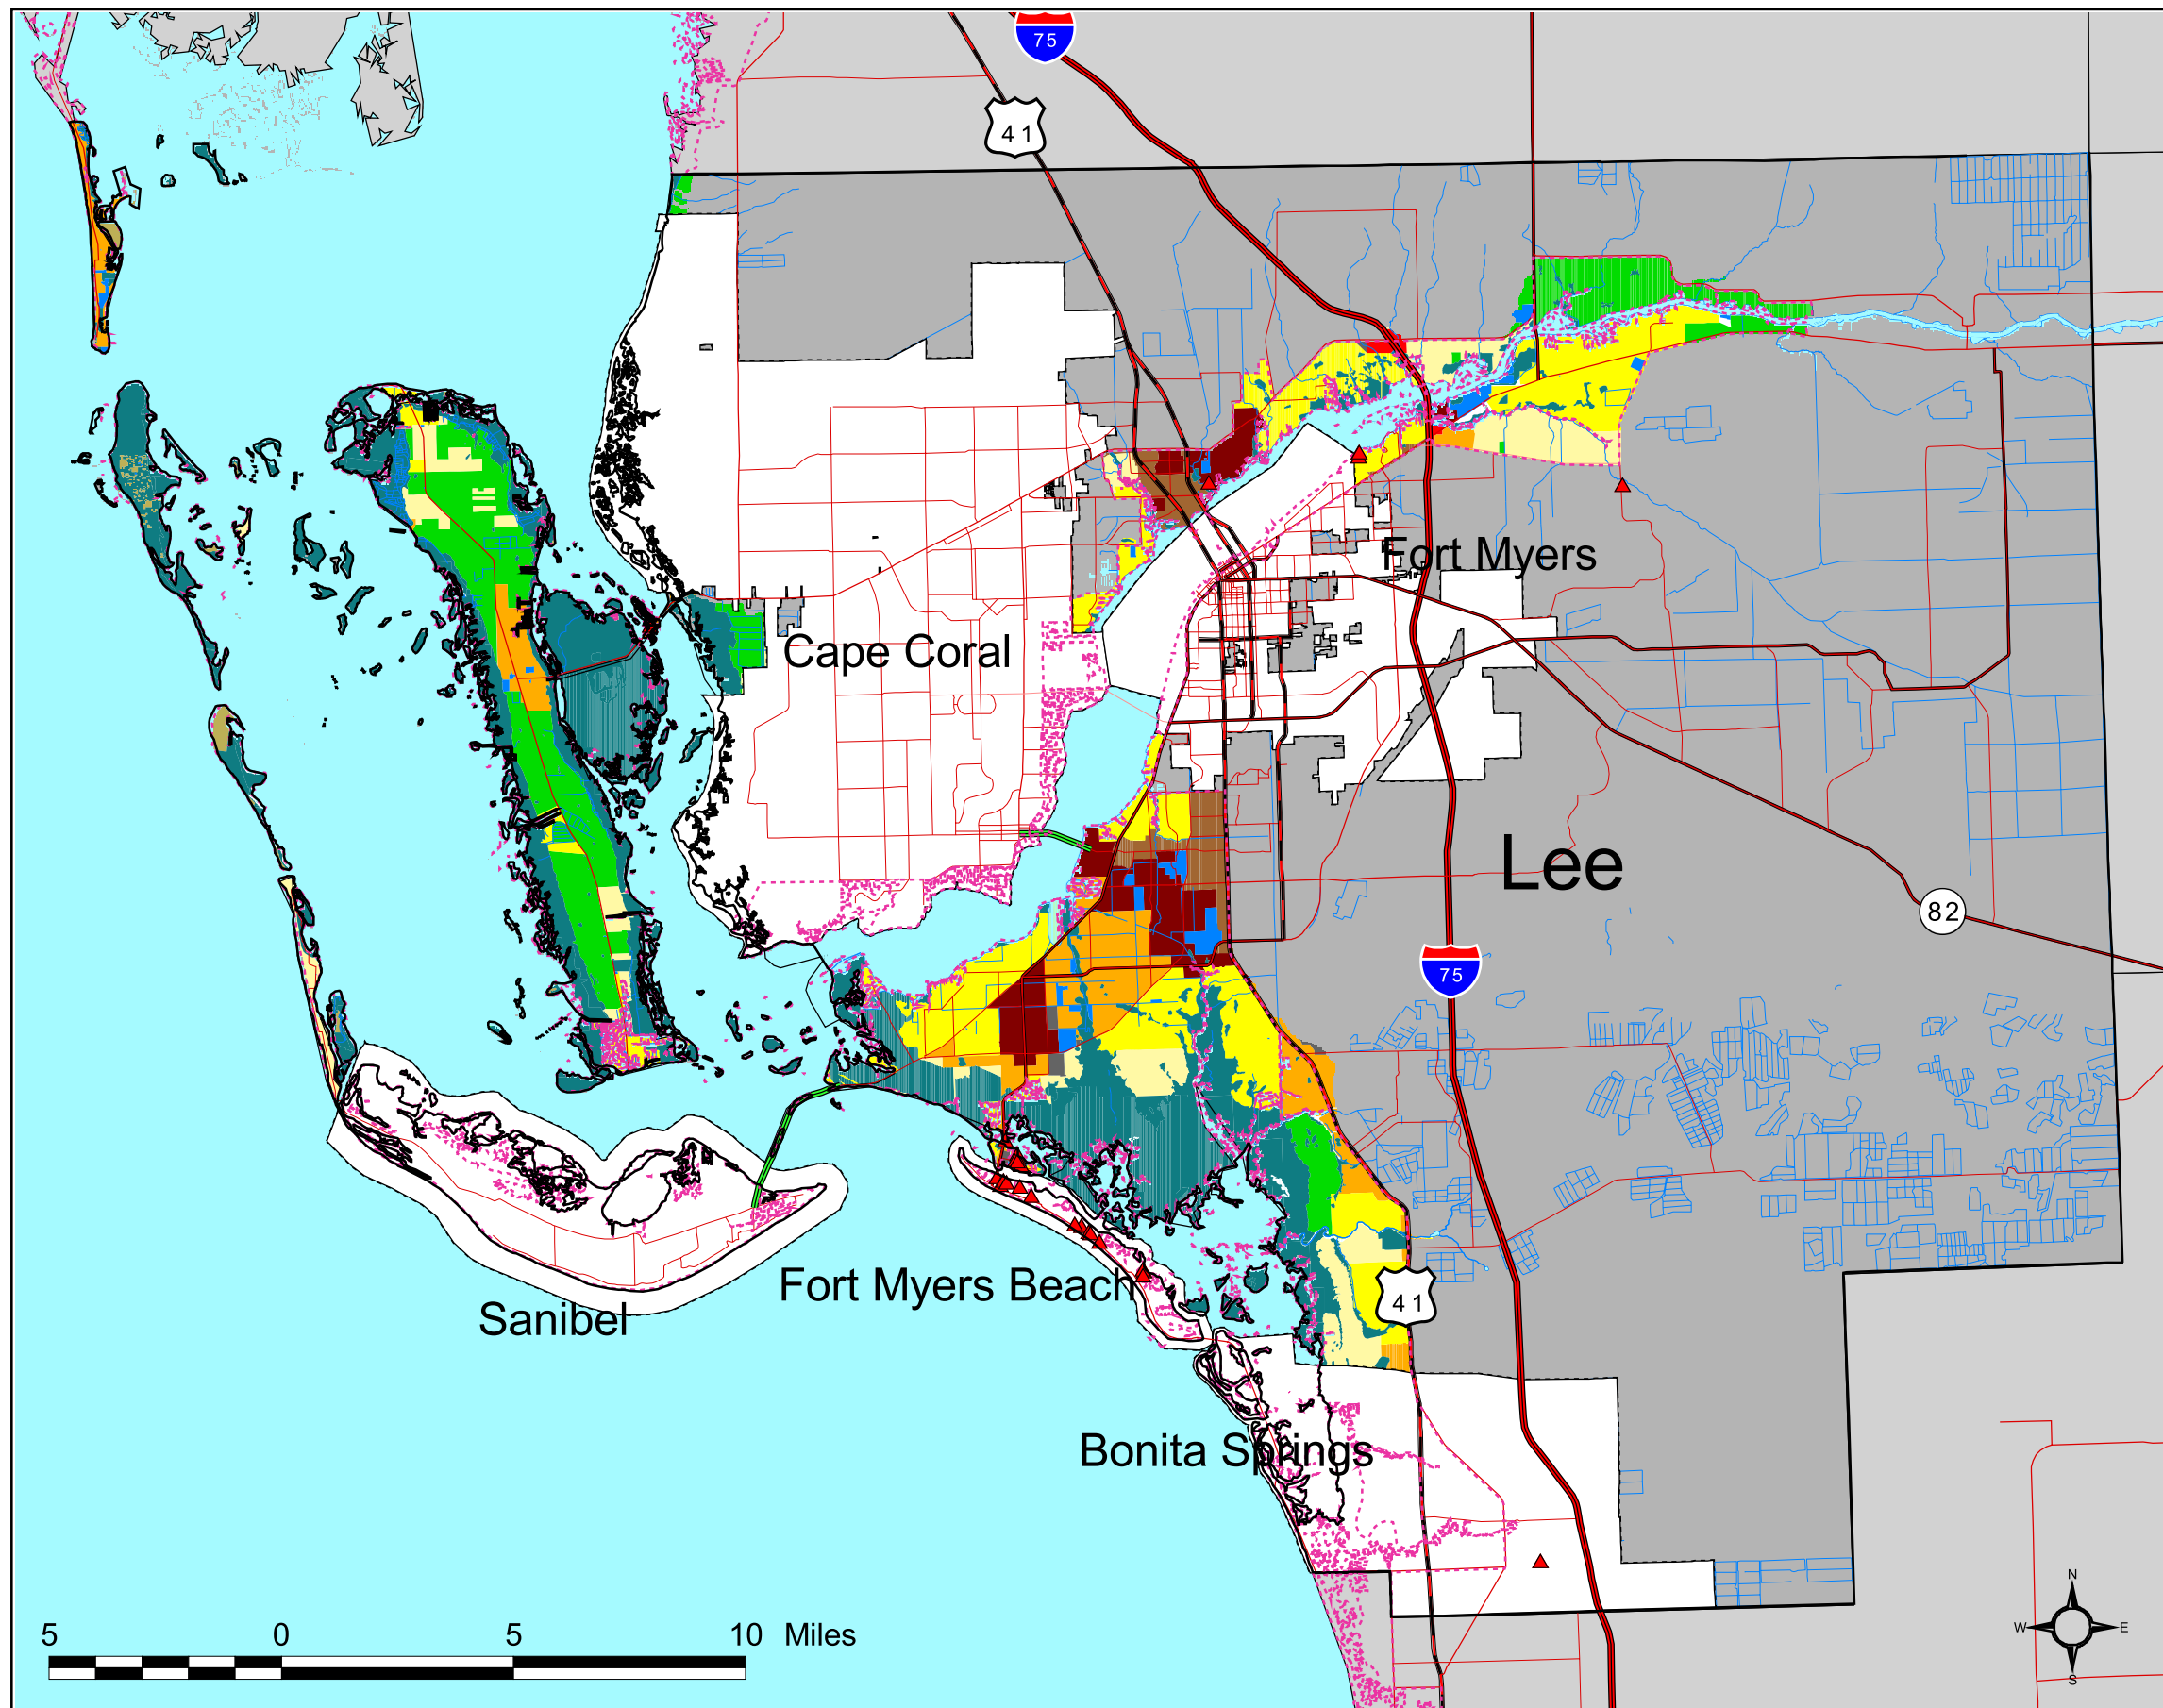 75
41
Fort Myers
Cape Coral
Lee
82
75
Fort Myers Beach
41
Sanibel
Bonita Springs
N
W E
S
5 0 5 10 Miles